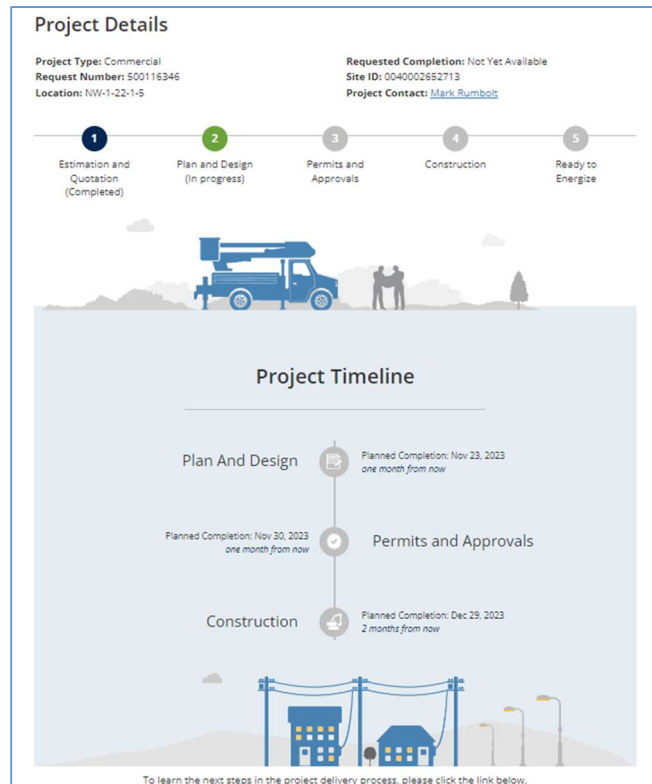 Project Details
Project Type: Commercial
Requested Completion: Not Yet Available
Request Number: 500116346
Site ID: 0040002652713
Location: NW-1-22-1-5
Project Contact: Mark Rumbolt
1
2
3
4
5
Estimation and
Quotation
(Completed)
Plan and Design
(In progress)
Permits and
Approvals
Construction
Ready to
Energize
Project Timeline
Plan And Design
Planned Completion: Nov 23, 2023
one month from now
Planned Completion: Nov 30, 2023
one month from now
Permits and Approvals
Construction
Planned Completion: Dec 29, 2023
2 months from now
To learn the next steps in the project delivery process, please click the link below.